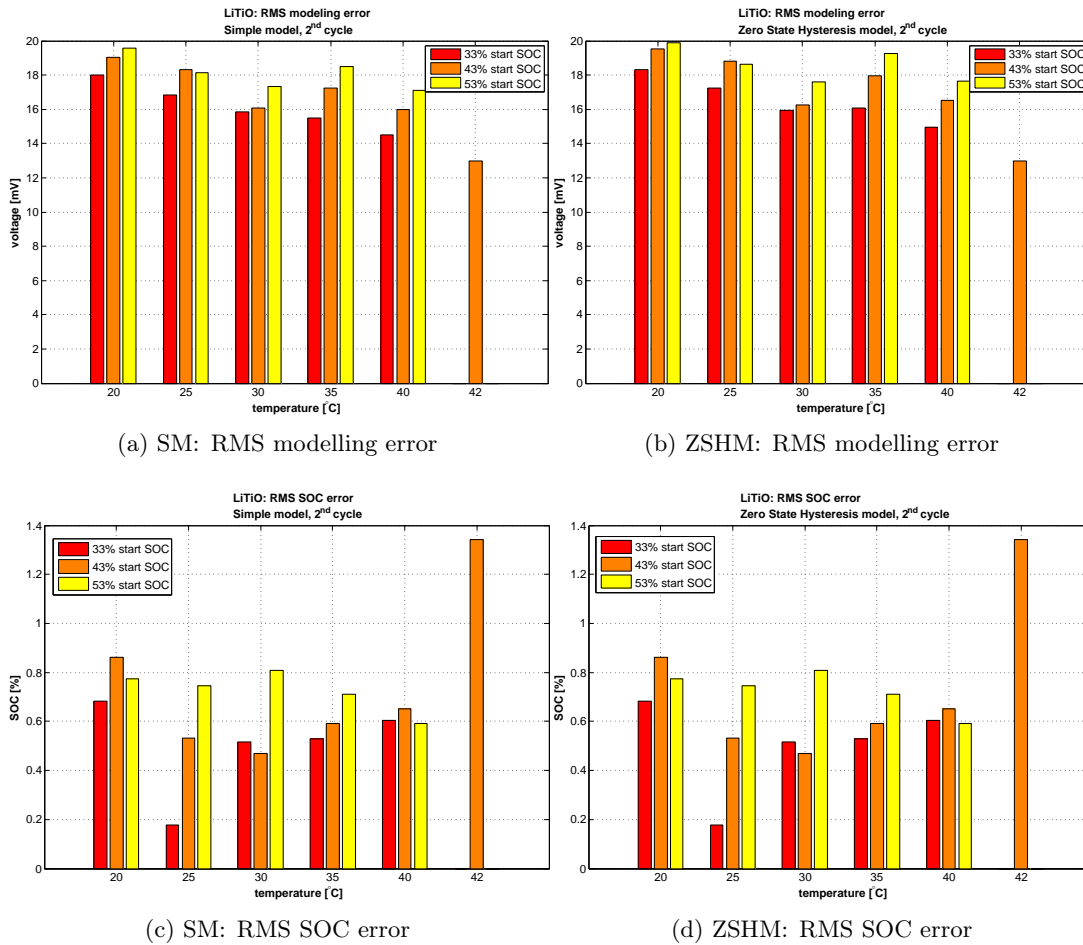 LiTiO: RMS modeling error
Simple model, 2nd cycle
20
18
16
14
12
10
8
6
4
2
0
voltage [mV]
33% start SOC
43% start SOC
53% start SOC
20 25 30 35 40 42
temperature [°C]
(a) SM: RMS modelling error
LiTiO: RMS modeling error
Zero State Hysteresis model, 2nd cycle
20
18
16
14
12
10
8
6
4
2
0
voltage [mV]
33% start SOC
43% start SOC
53% start SOC
20 25 30 35 40 42
temperature [°C]
(b) ZSHM: RMS modelling error
LiTiO: RMS SOC error
Simple model, 2nd cycle
1.4
1.2
1
0.8
0.6
0.4
0.2
0
SOC [%]
33% start SOC
43% start SOC
53% start SOC
20 25 30 35 40 42
temperature [°C]
(c) SM: RMS SOC error
LiTiO: RMS SOC error
Zero State Hysteresis model, 2nd cycle
1.4
1.2
1
0.8
0.6
0.4
0.2
0
SOC [%]
33% start SOC
43% start SOC
53% start SOC
20 25 30 35 40 42
temperature [°C]
(d) ZSHM: RMS SOC error